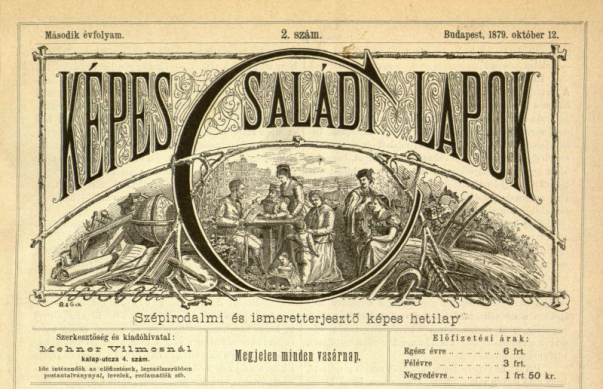 Második évfolyam. 2. szám. Budapest, 1879. október 12.
KÉPES CSALÁDI LAPOK
Szépirodalmi és ismeretterjesztő képes hetilap
Szerkesztőség és kiadóhivatal:
Mehner Vilmosnál
kalap-utcza 4. szám.
Ide intézendők az előfizetések, legczélszerűbben
postautalványnyal, levelek, reclamatiók stb.
Megjelen minden vasárnap.
Előfizetési árak:
Egész évre 6 frt.
Félévre 3 frt.
Negyedévre 1 frt 50 kr.